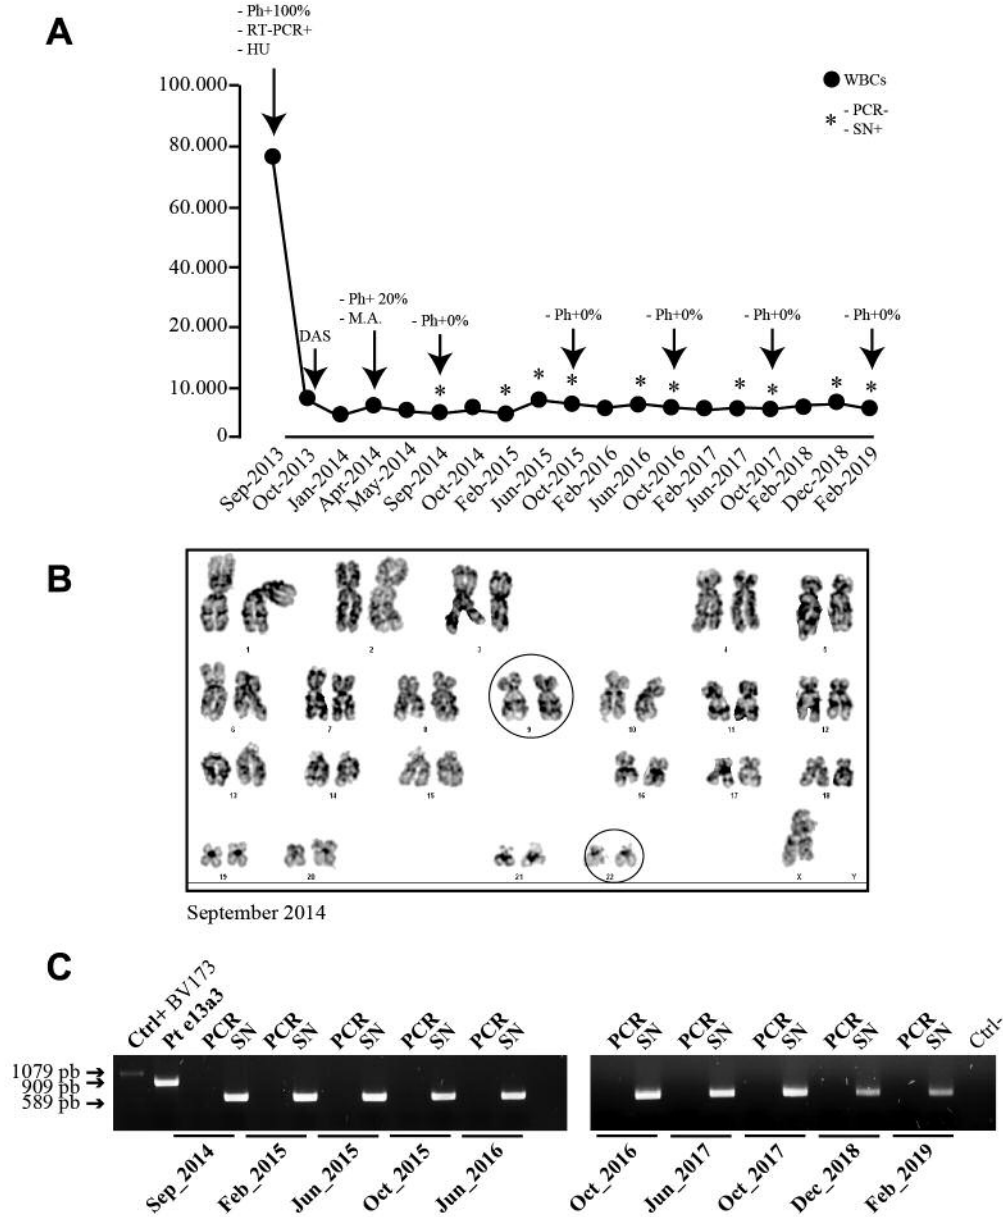 A
- Ph+100%
- RT-PCR+
- HU
100.000
80.000
60.000
40.000
20.000
10.000
0
WBCs
* - PCR-
- SN+
DAS
- Ph+ 20%
- M.A.
- Ph+0%
- Ph+0%
- Ph+0%
- Ph+0%
- Ph+0%
* * * * * * * * * *
Sep-2013
Oct-2013
Jan-2014
Apr-2014
May-2014
Sep-2014
Oct-2014
Feb-2015
Jun-2015
Oct-2015
Feb-2016
Jun-2016
Oct-2016
Feb-2017
Jun-2017
Oct-2017
Feb-2018
Dec-2018
Feb-2019
B
1 2 3 4 5
6 7 8 9 10 11 12
13 14 15 16 17 18
19 20 21 22 X Y
September 2014
C
Ctrl+ BV173
Pt e13a3
PCR SN PCR SN PCR SN PCR SN PCR SN
PCR SN PCR SN PCR SN PCR SN PCR SN Ctrl-
1079 pb
909 pb
589 pb
Sep_2014
Feb_2015
Jun_2015
Oct_2015
Jun_2016
Oct_2016
Jun_2017
Oct_2017
Dec_2018
Feb_2019